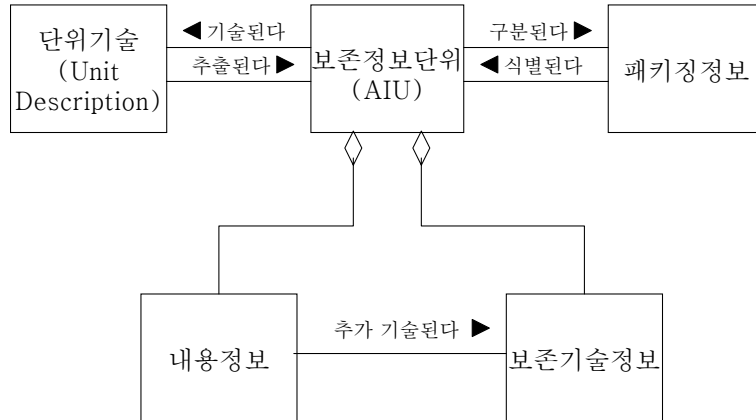 단위기술
(Unit
Description)
◀ 기술된다
추출된다 ▶
보존정보단위
(AIU)
구분된다 ▶
◀ 식별된다
패키징정보
내용정보
추가 기술된다 ▶
보존기술정보